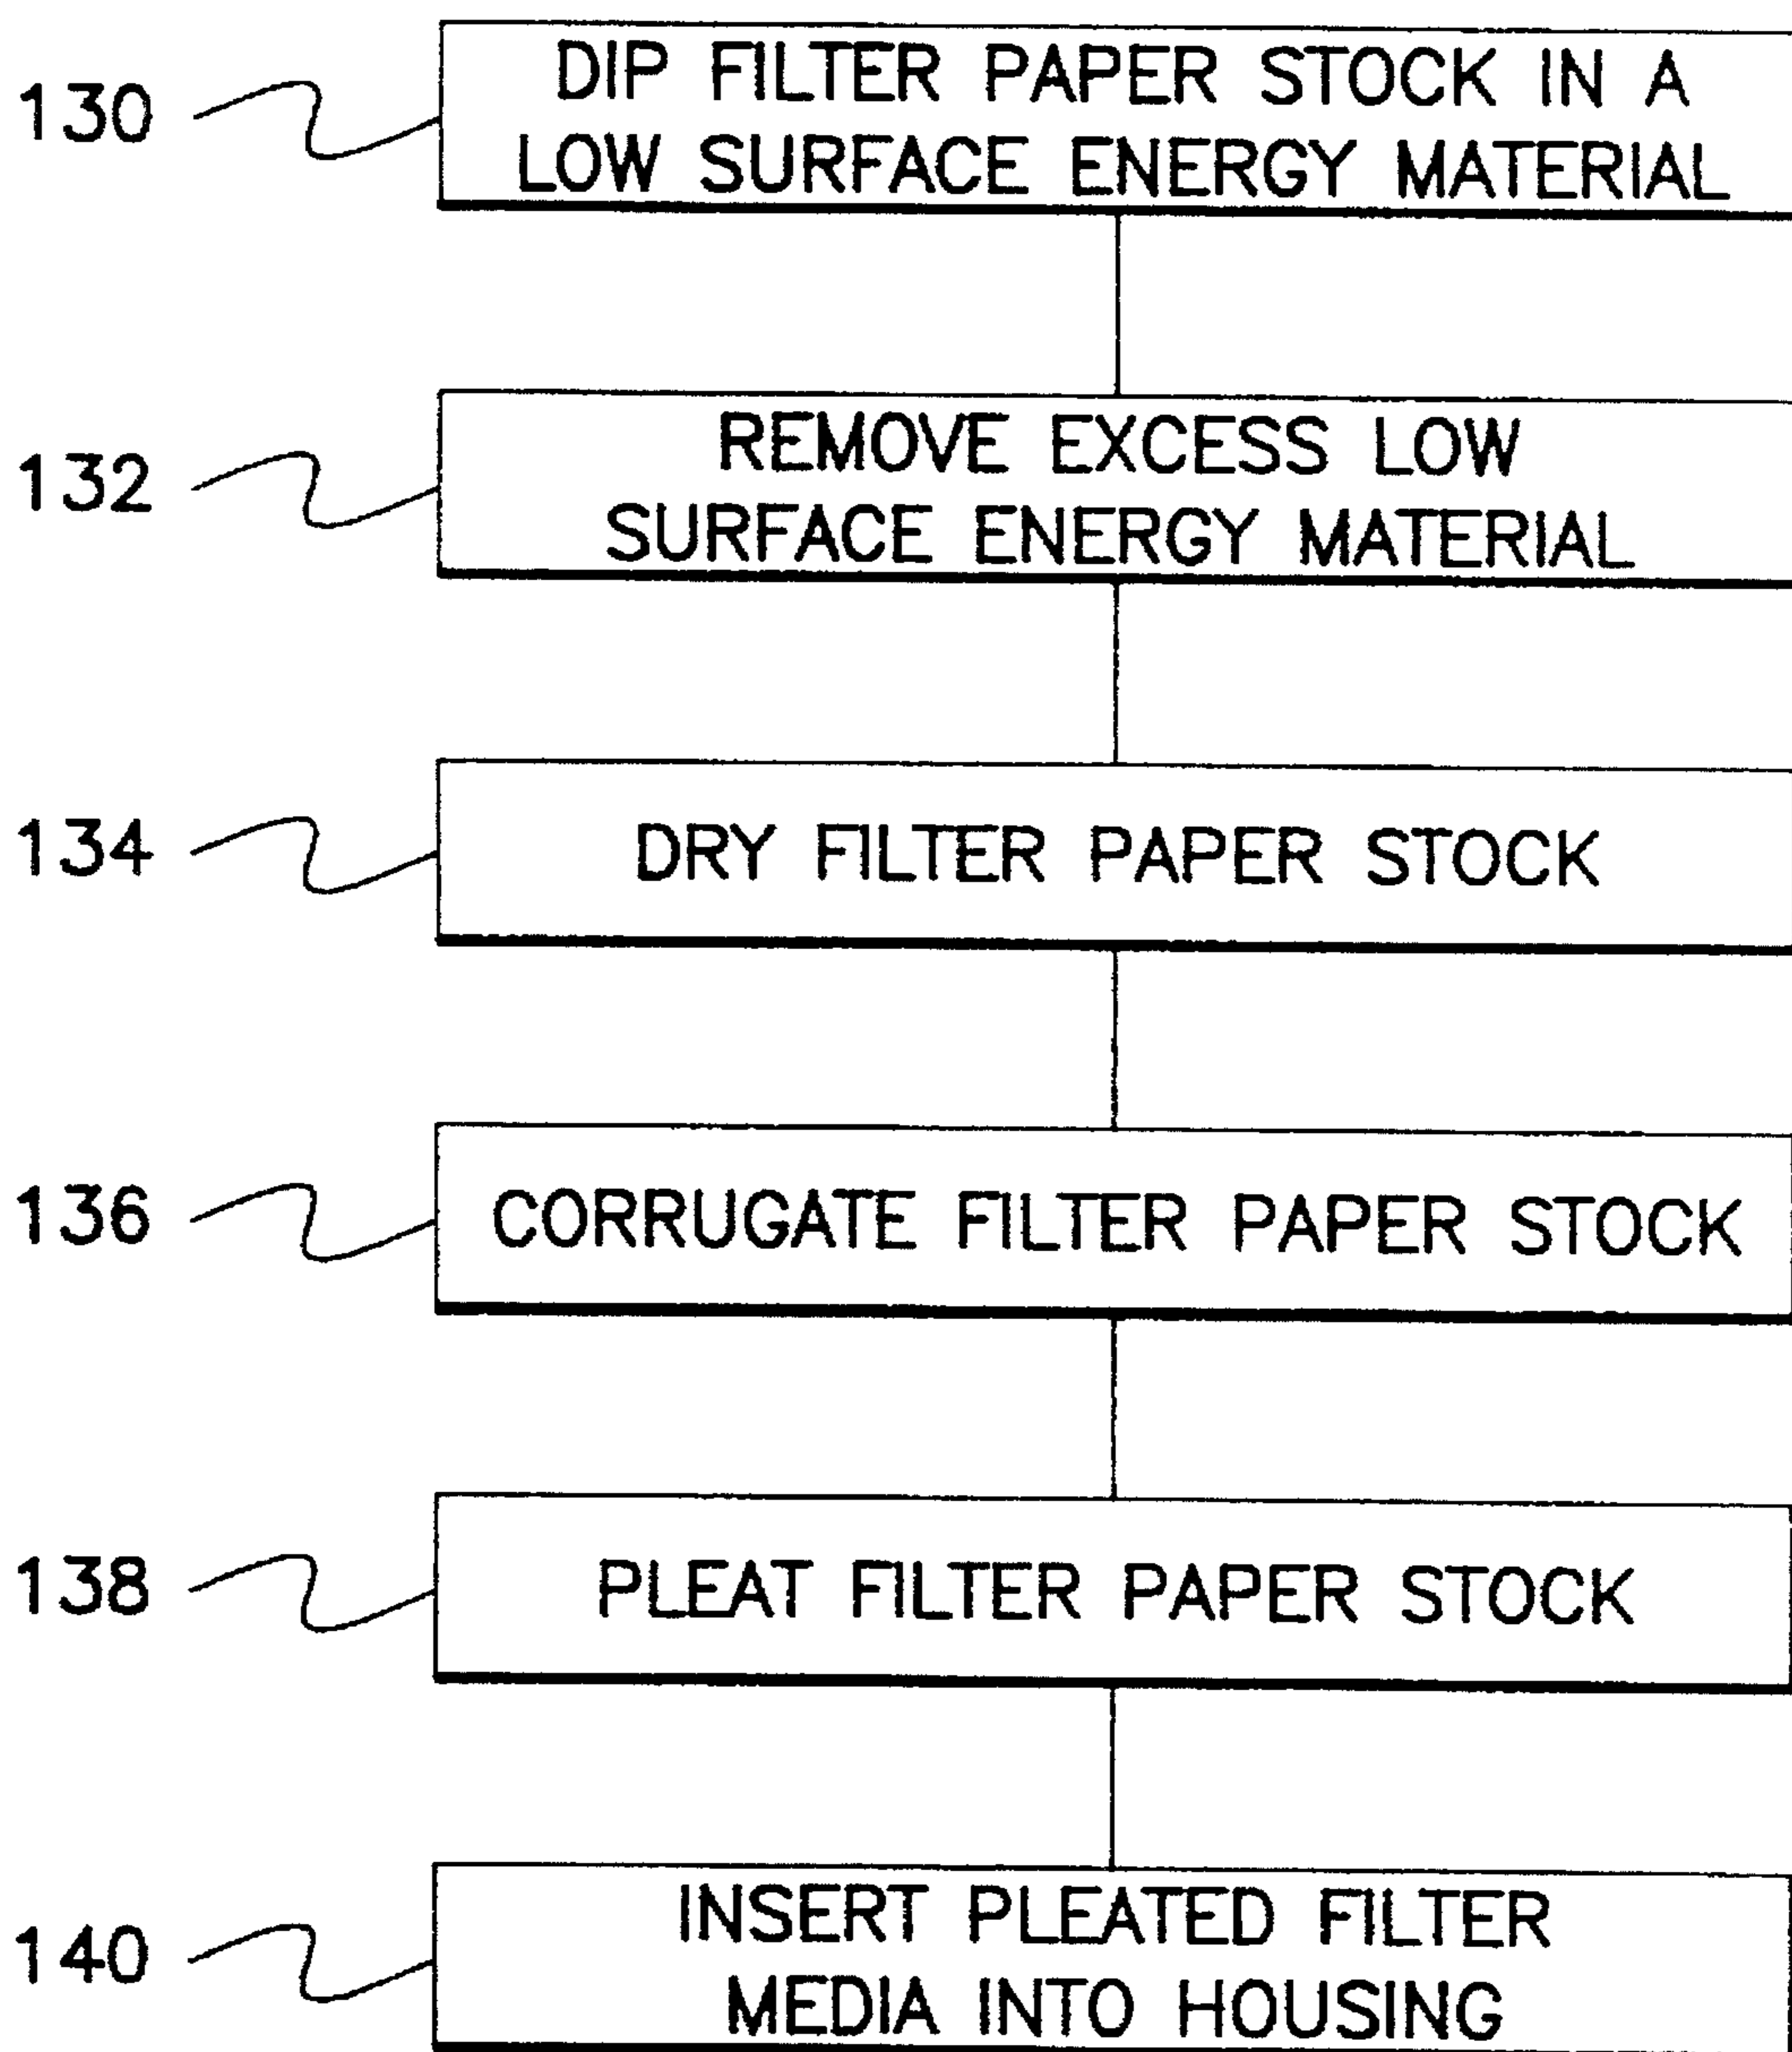 130
DIP FILTER PAPER STOCK IN A
LOW SURFACE ENERGY MATERIAL
132
REMOVE EXCESS LOW
SURFACE ENERGY MATERIAL
134
DRY FILTER PAPER STOCK
136
CORRUGATE FILTER PAPER STOCK
138
PLEAT FILTER PAPER STOCK
140
INSERT PLEATED FILTER
MEDIA INTO HOUSING